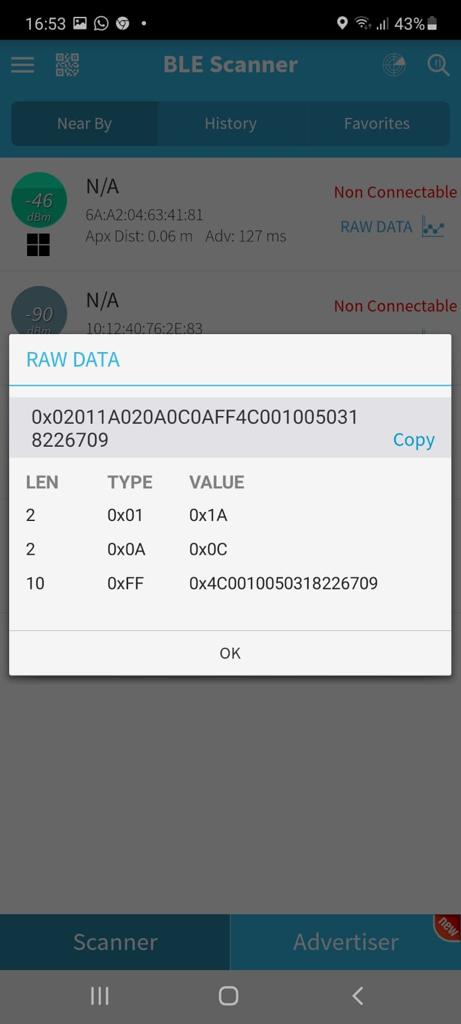 16:53
43%
BLE Scanner
Near By
History
Favorites
-46
dBm
N/A
6A:A2:04:63:41:81
Apx Dist: 0.06 m Adv: 127 ms
Non Connectable
RAW DATA
-90
dBm
N/A
10:12:40:76:2E:83
Non Connectable
RAW DATA
0x02011A020A0C0AFF4C001005031
8226709
Copy
LEN TYPE VALUE
2 0x01 0x1A
2 0x0A 0x0C
10 0xFF 0x4C0010050318226709
OK
Scanner
Advertiser
new